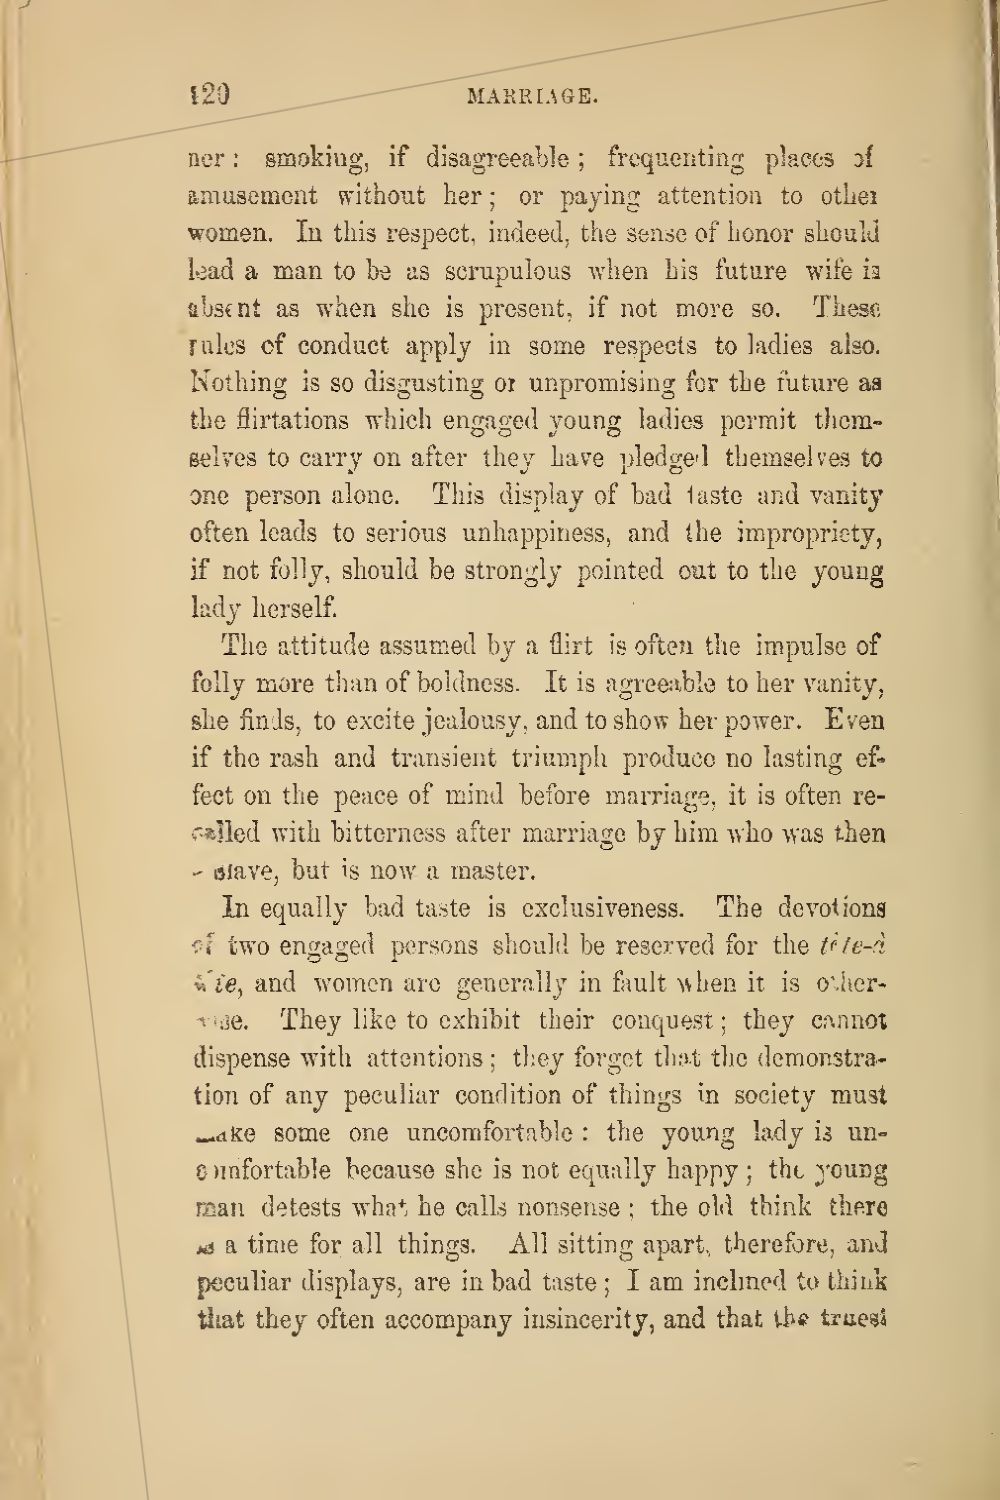 120 MARRIAGE.
ner: smoking, if disagreeable; frequenting places of
amusement without her; or paying attention to other
women. In this respect, indeed, the sense of honor should
lead a man to be as scrupulous when his future wife is
absent as when she is present, if not more so. These
rules of conduct apply in some respects to ladies also.
Nothing is so disgusting or unpromising for the future as
the flirtations which engaged young ladies permit them-
selves to carry on after they have pledged themselves to
one person alone. This display of bad taste and vanity
often leads to serious unhappiness, and the impropriety,
if not folly, should be strongly pointed out to the young
lady herself.
The attitude assumed by a flirt is often the impulse of
folly more than of boldness. It is agreeable to her vanity,
she finds, to excite jealousy, and to show her power. Even
if the rash and transient triumph produce no lasting ef-
fect on the peace of mind before marriage, it is often re-
called with bitterness after marriage by him who was then
slave, but is now a master.
In equally bad taste is exclusiveness. The devotions
of two engaged persons should be reserved for the tête-à
tête, and women are generally in fault when it is other-
wise. They like to exhibit their conquest; they cannot
dispense with attentions; they forget that the demonstra-
tion of any peculiar condition of things in society must
make some one uncomfortable: the young lady is un-
comfortable because she is not equally happy; the young
man detests what he calls nonsense; the old think there
is a time for all things. All sitting apart, therefore, and
peculiar displays, are in bad taste; I am inclined to think
that they often accompany insincerity, and that the truest